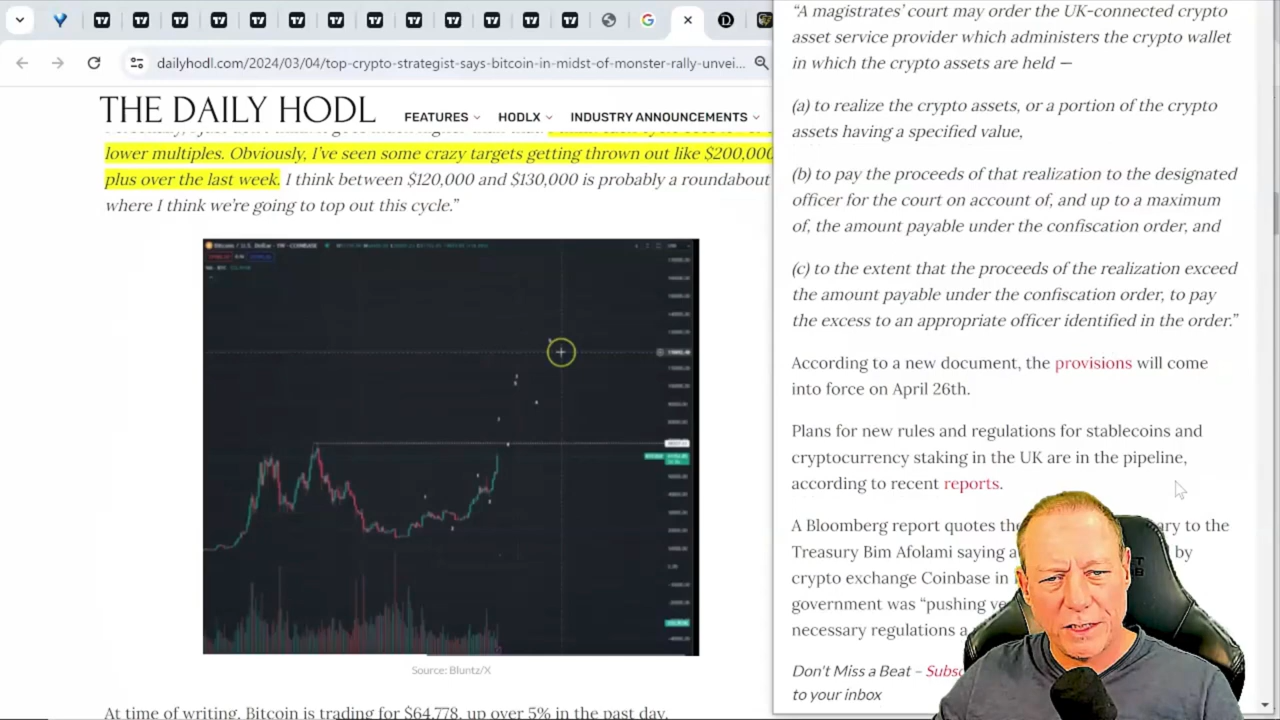 dailyhodl.com/2024/03/04/top-crypto-strategist-says-bitcoin-in-midst-of-monster-rally-unvei...
THE DAILY HODL
FEATURES
HODLX
INDUSTRY ANNOUNCEMENTS
lower multiples. Obviously, I've seen some crazy targets getting thrown out like $200,000
plus over the last week. I think between $120,000 and $130,000 is probably a roundabout
where I think we're going to top out this cycle.”
Source: Bluntz/X
At time of writing, Bitcoin is trading for $64,778, up over 5% in the past day.
“A magistrates' court may order the UK-connected crypto
asset service provider which administers the crypto wallet
in which the crypto assets are held —
(a) to realize the crypto assets, or a portion of the crypto
assets having a specified value,
(b) to pay the proceeds of that realization to the designated
officer for the court on account of, and up to a maximum
of, the amount payable under the confiscation order, and
(c) to the extent that the proceeds of the realization exceed
the amount payable under the confiscation order, to pay
the excess to an appropriate officer identified in the order.”
According to a new document, the provisions will come
into force on April 26th.
Plans for new rules and regulations for stablecoins and
cryptocurrency staking in the UK are in the pipeline,
according to recent reports.
A Bloomberg report quotes the
to the
Treasury Bim Afolami saying a
by
crypto exchange Coinbase in
government was “pushing
necessary regulations a
Don't Miss a Beat –
to your inbox